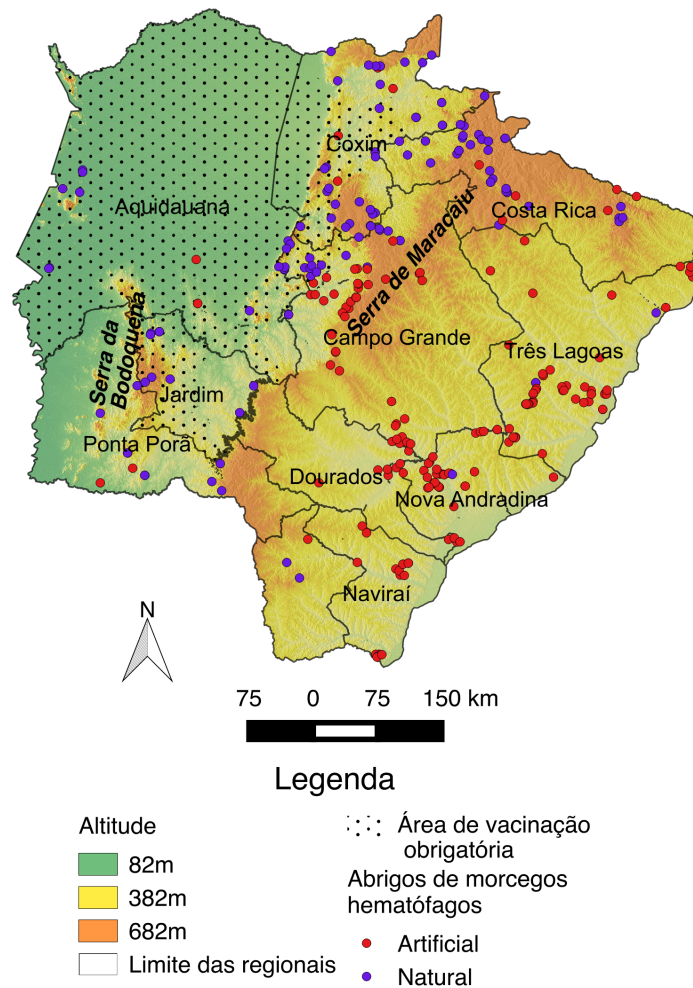 Coxim
Aquidauana
Costa Rica
Serra de Maracaju
Serra da
Bodoquena
Campo Grande
Três Lagoas
Jardim
Ponta Porã
Dourados
Nova Andradina
Naviraí
N
75 0 75 150 km
Legenda
Altitude
82m
382m
682m
Limite das regionais
Área de vacinação
obrigatória
Abrigos de morcegos
hematófagos
Artificial
Natural